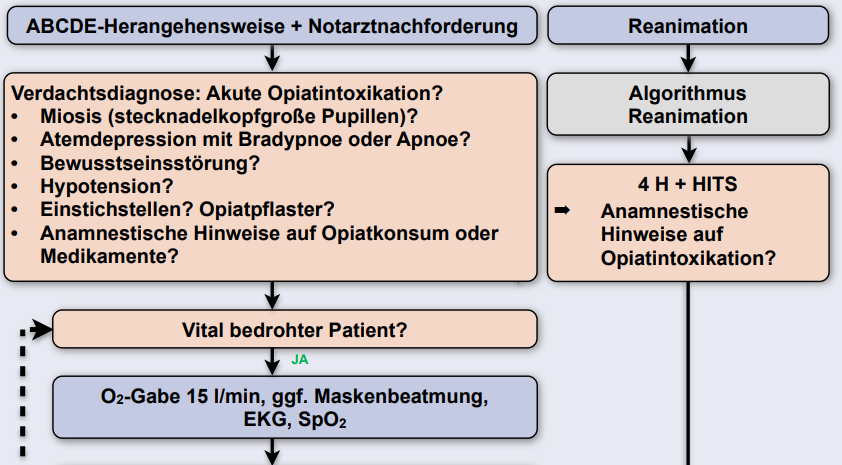 ABCDE-Herangehensweise + Notarztnachforderung
Verdachtsdiagnose: Akute Opiatintoxikation?
• Miosis (stecknadelkopfgroße Pupillen)?
• Atemdepression mit Bradypnoe oder Apnoe?
• Bewusstseinsstörung?
• Hypotension?
• Einstichstellen? Opiatpflaster?
• Anamnestische Hinweise auf Opiatkonsum oder
Medikamente?
Vital bedrohter Patient?
JA
O₂-Gabe 15 l/min, ggf. Maskenbeatmung,
EKG, SpO₂
Reanimation
Algorithmus
Reanimation
4 H + HITS
➡ Anamnestische
Hinweise auf
Opiatintoxikation?